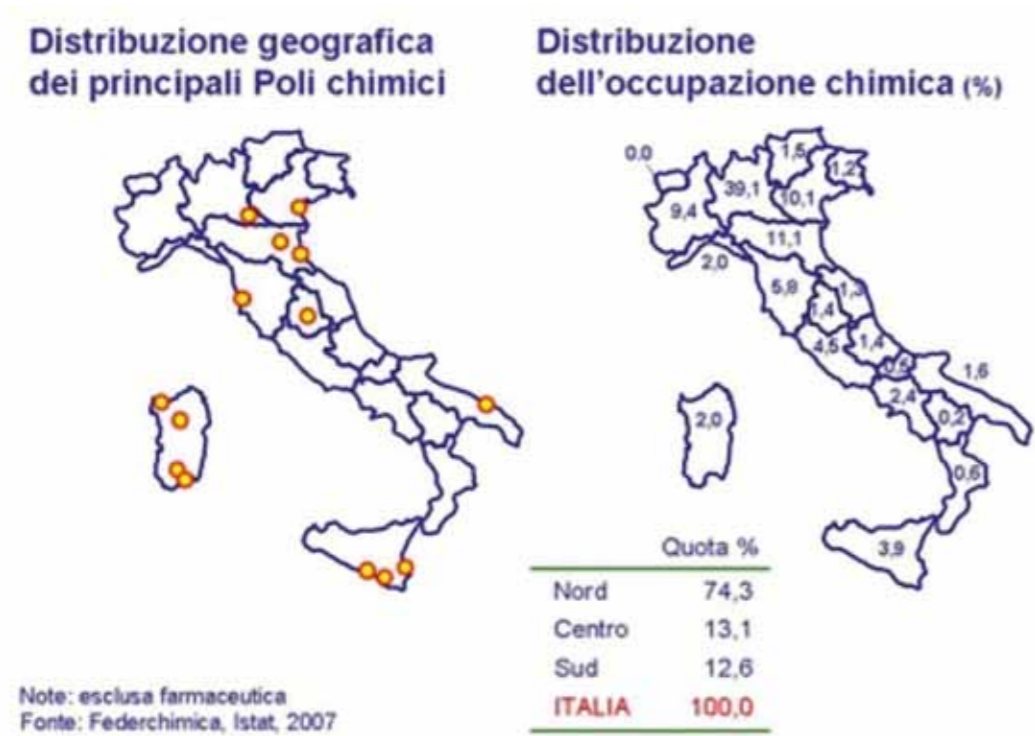 Distribuzione geografica
dei principali Poli chimici
Distribuzione
dell'occupazione chimica (%)
0,0
1,5
1,2
39,1
10,1
9,4
11,1
2,0
5,8
1,3
1,4
4,5
1,4
0,5
1,6
2,4
0,2
2,0
0,6
3,9
Quota %
Nord 74,3
Centro 13,1
Sud 12,6
ITALIA 100,0
Note: esclusa farmaceutica
Fonte: Federchimica, Istat, 2007